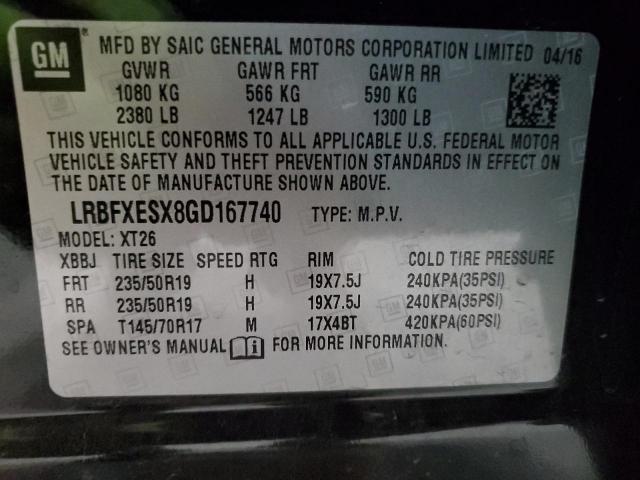 GM
MFD BY SAIC GENERAL MOTORS CORPORATION LIMITED 04/16
GVWR GAWR FRT GAWR RR
1080 KG 566 KG 590 KG
2380 LB 1247 LB 1300 LB
THIS VEHICLE CONFORMS TO ALL APPLICABLE U.S. FEDERAL MOTOR
VEHICLE SAFETY AND THEFT PREVENTION STANDARDS IN EFFECT ON
THE DATE OF MANUFACTURE SHOWN ABOVE.
LRBFXESX8GD167740 TYPE: M.P.V.
MODEL: XT26
XBBJ TIRE SIZE SPEED RTG RIM COLD TIRE PRESSURE
FRT 235/50R19 H 19X7.5J 240KPA(35PSI)
RR 235/50R19 H 19X7.5J 240KPA(35PSI)
SPA T145/70R17 M 17X4BT 420KPA(60PSI)
SEE OWNER'S MANUAL FOR MORE INFORMATION.